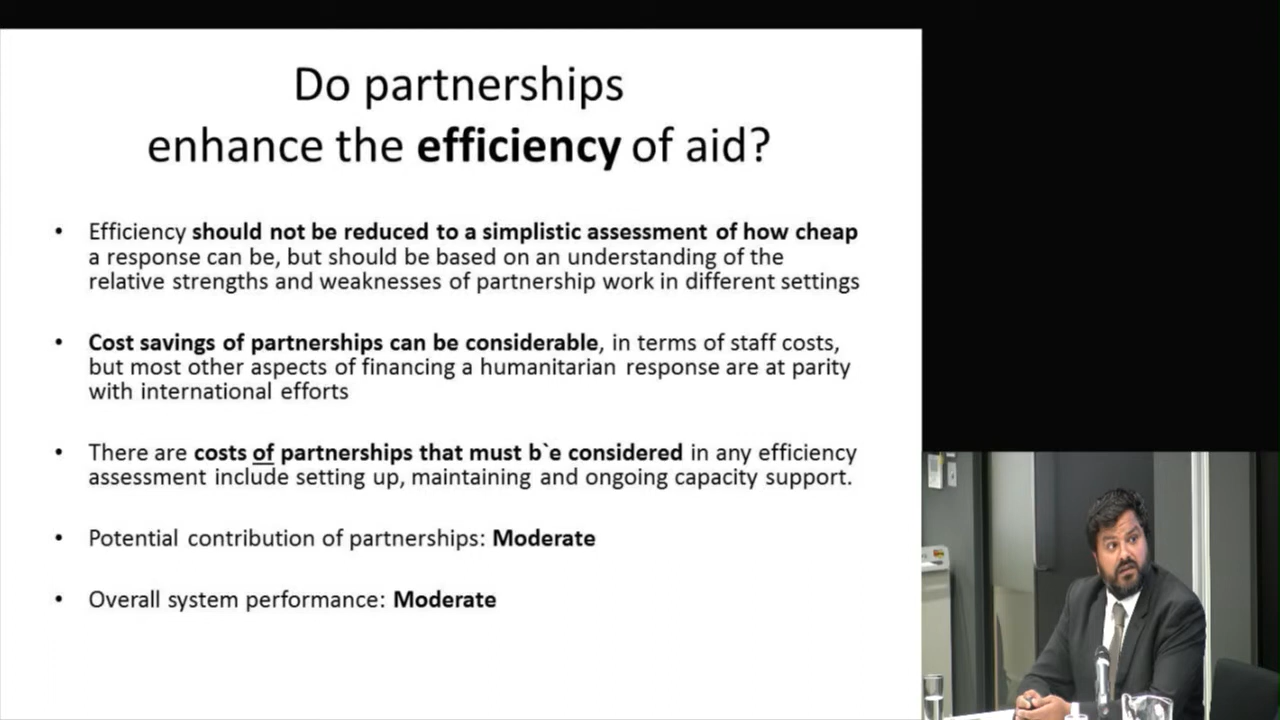 Do partnerships
enhance the efficiency of aid?
• Efficiency should not be reduced to a simplistic assessment of how cheap
a response can be, but should be based on an understanding of the
relative strengths and weaknesses of partnership work in different settings
• Cost savings of partnerships can be considerable, in terms of staff costs,
but most other aspects of financing a humanitarian response are at parity
with international efforts
• There are costs of partnerships that must b`e considered in any efficiency
assessment include setting up, maintaining and ongoing capacity support.
• Potential contribution of partnerships: Moderate
• Overall system performance: Moderate